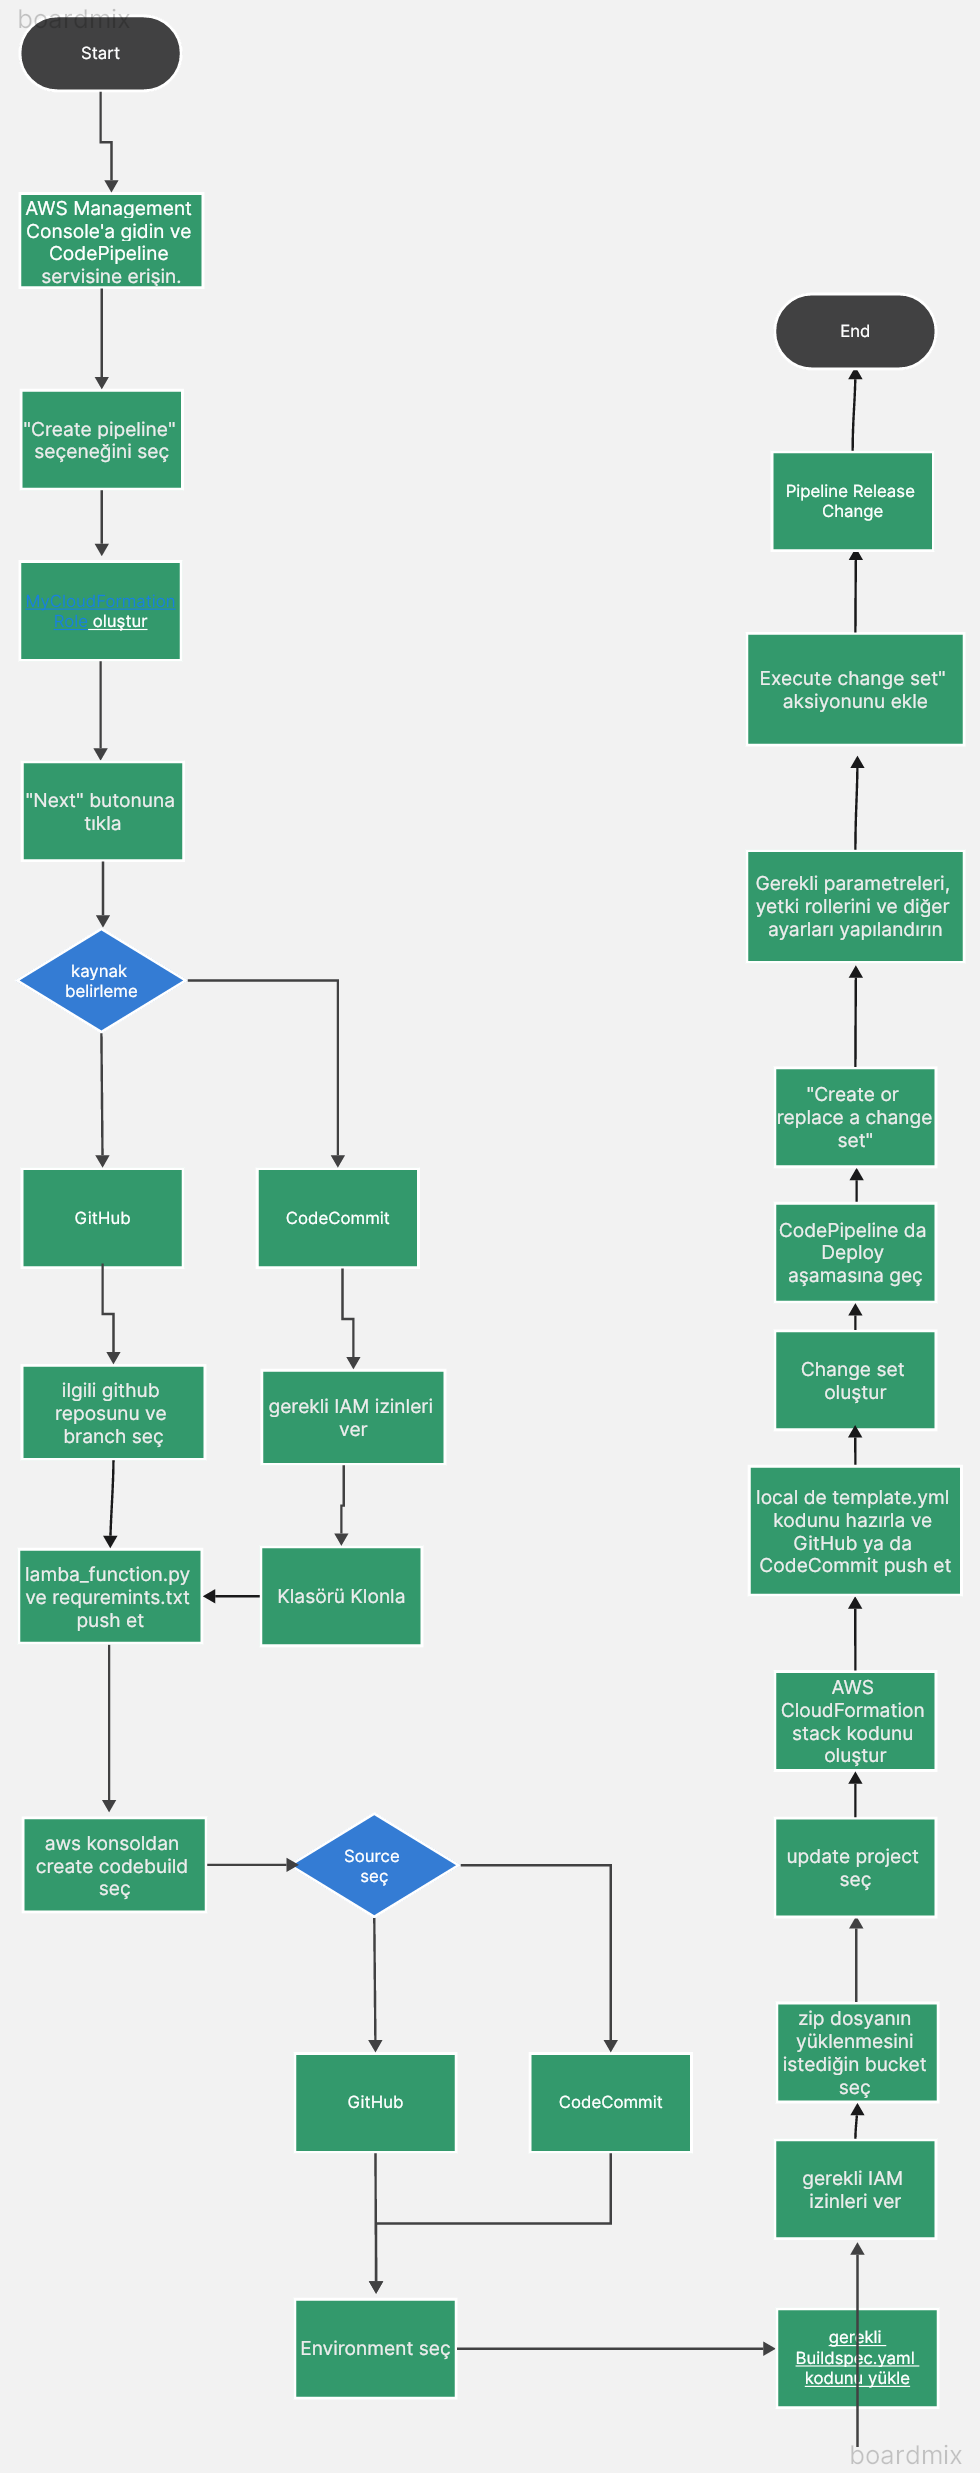 boardmix
Start
AWS Management
Console'a gidin ve
CodePipeline
servisine erişin.
"Create pipeline"
seçeneğini seç
MyCloudFormation
Role oluştur
"Next" butonuna
tıkla
kaynak
belirleme
GitHub
CodeCommit
ilgili github
reposunu ve
branch seç
gerekli IAM izinleri
ver
Klasörü Klonla
lamba_function.py
ve requremints.txt
push et
aws konsoldan
create codebuild
seç
Source
seç
GitHub
CodeCommit
Environment seç
gerekli
Buildspec.yaml
kodunu yükle
gerekli IAM
izinleri ver
zip dosyanın
yüklenmesini
istediğin bucket
seç
update project
seç
AWS
CloudFormation
stack kodunu
oluştur
local de template.yml
kodunu hazırla ve
GitHub ya da
CodeCommit push et
Change set
oluştur
CodePipeline da
Deploy
aşamasına geç
"Create or
replace a change
set"
Gerekli parametreleri,
yetki rollerini ve diğer
ayarları yapılandırın
Execute change set"
aksiyonunu ekle
Pipeline Release
Change
End
boardmix